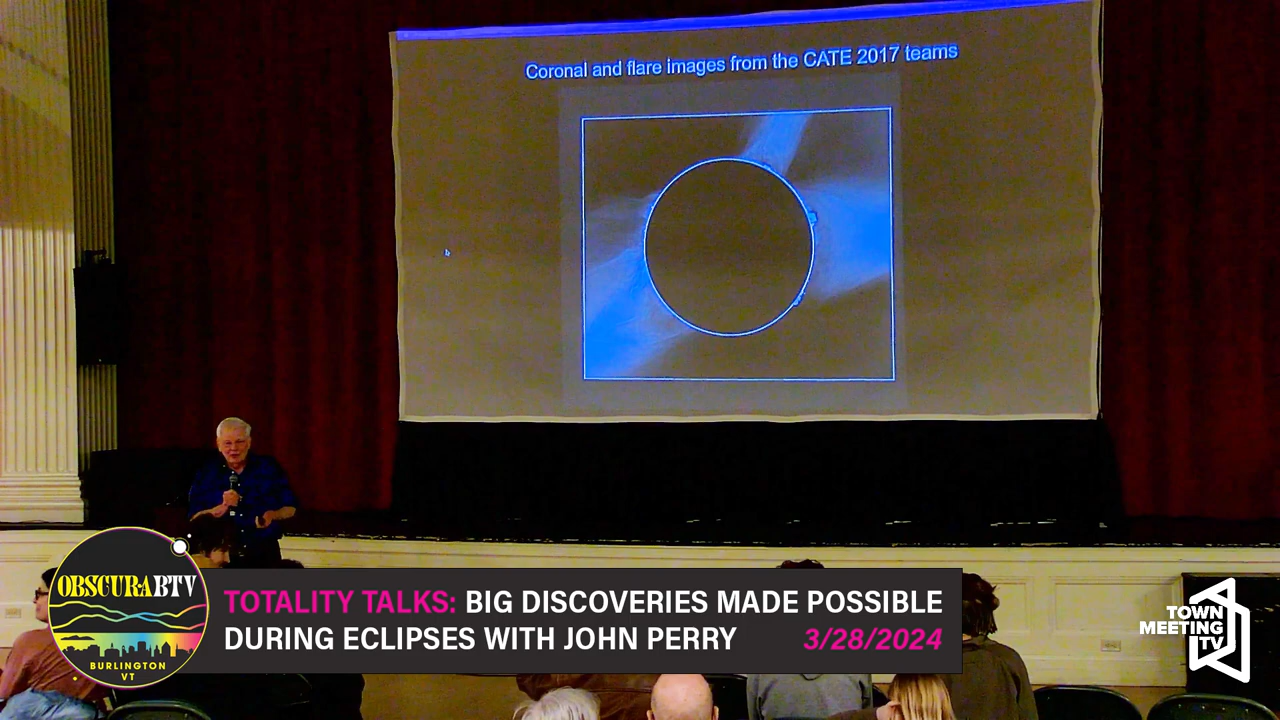 Coronal and flare images from the CATE 2017 teams
OBSCURABTV
BURLINGTON
VT
TOTALITY TALKS: BIG DISCOVERIES MADE POSSIBLE
DURING ECLIPSES WITH JOHN PERRY 3/28/2024
TOWN
MEETING
TV